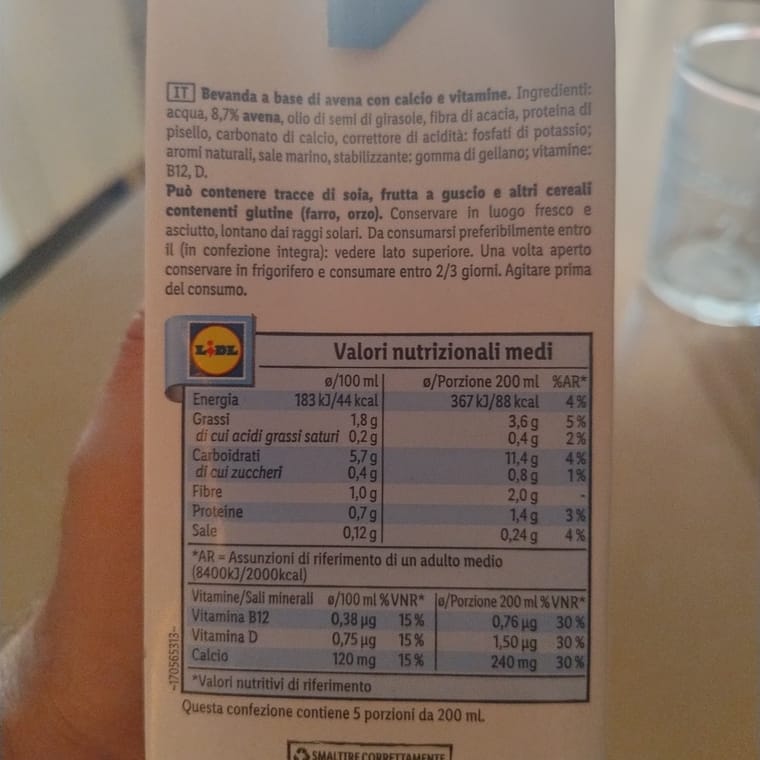 IT Bevanda a base di avena con calcio e vitamine. Ingredienti:
acqua, 8,7% avena, olio di semi di girasole, fibra di acacia, proteina di
pisello, carbonato di calcio, correttore di acidità: fosfati di potassio;
aromi naturali, sale marino, stabilizzante: gomma di gellano; vitamine:
B12, D.
Può contenere tracce di soia, frutta a guscio e altri cereali
contenenti glutine (farro, orzo). Conservare in luogo fresco e
asciutto, lontano dai raggi solari. Da consumarsi preferibilmente entro
il (in confezione integra): vedere lato superiore. Una volta aperto
conservare in frigorifero e consumare entro 2/3 giorni. Agitare prima
del consumo.
LIDL
Valori nutrizionali medi
ø/100 ml ø/Porzione 200 ml %AR*
Energia 183 kJ/44 kcal 367 kJ/88 kcal 4%
Grassi 1,8 g 3,6 g 5%
di cui acidi grassi saturi 0,2 g 0,4 g 2%
Carboidrati 5,7 g 11,4 g 4%
di cui zuccheri 0,4 g 0,8 g 1%
Fibre 1,0 g 2,0 g -
Proteine 0,7 g 1,4 g 3%
Sale 0,12 g 0,24 g 4%
*AR = Assunzioni di riferimento di un adulto medio
(8400kJ/2000kcal)
Vitamine/Sali minerali ø/100 ml %VNR* ø/Porzione 200 ml %VNR*
Vitamina B12 0,38 µg 15% 0,76 µg 30%
Vitamina D 0,75 µg 15% 1,50 µg 30%
Calcio 120 mg 15% 240 mg 30%
*Valori nutritivi di riferimento
-170565313-
Questa confezione contiene 5 porzioni da 200 ml.
SMALTIRE CORRETTAMENTE